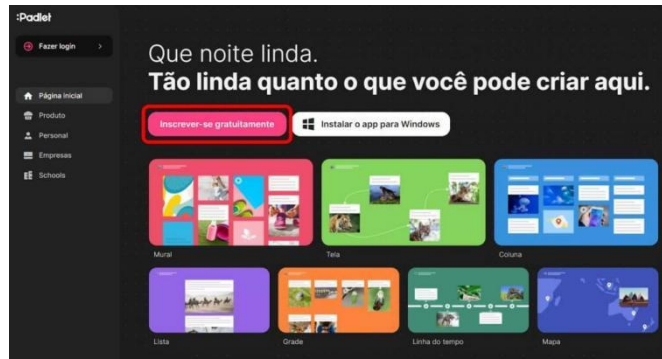 :Padlet
Fazer login
Página inicial
Produto
Personal
Empresas
Schools
Que noite linda.
Tão linda quanto o que você pode criar aqui.
Inscrever-se gratuitamente
Instalar o app para Windows
Mural
Tela
Coluna
Lista
Grade
Linha do tempo
Mapa